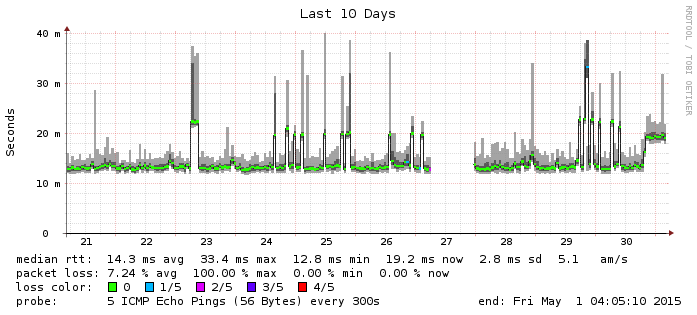 Last 10 Days
RRDTOOL / TOBI OETIKER
Seconds
40 m
30 m
20 m
10 m
0
21 22 23 24 25 26 27 28 29 30
median rtt: 14.3 ms avg 33.4 ms max 12.8 ms min 19.2 ms now 2.8 ms sd 5.1 am/s
packet loss: 7.24 % avg 100.00 % max 0.00 % min 0.00 % now
loss color: 0 1/5 2/5 3/5 4/5
probe: 5 ICMP Echo Pings (56 Bytes) every 300s end: Fri May 1 04:05:10 2015